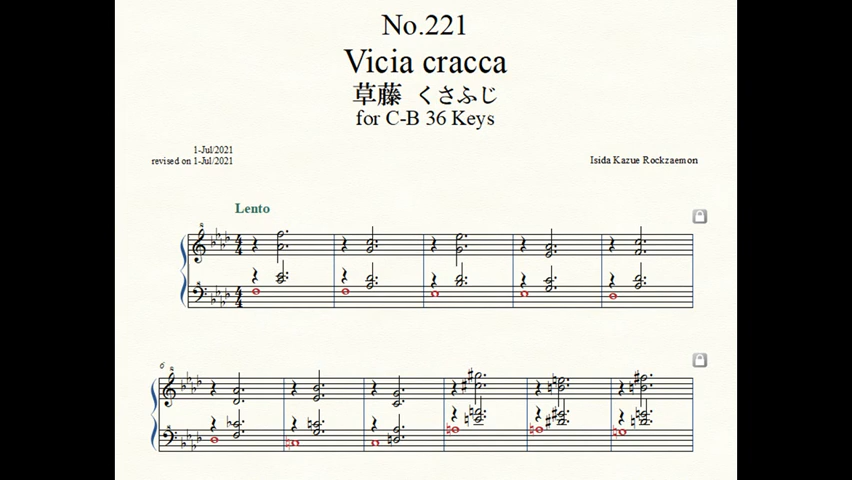 No.221
Vicia cracca
草藤 くさふじ
for C-B 36 Keys
1-Jul/2021
revised on 1-Jul/2021
Isida Kazue Rockzaemon
Lento
6